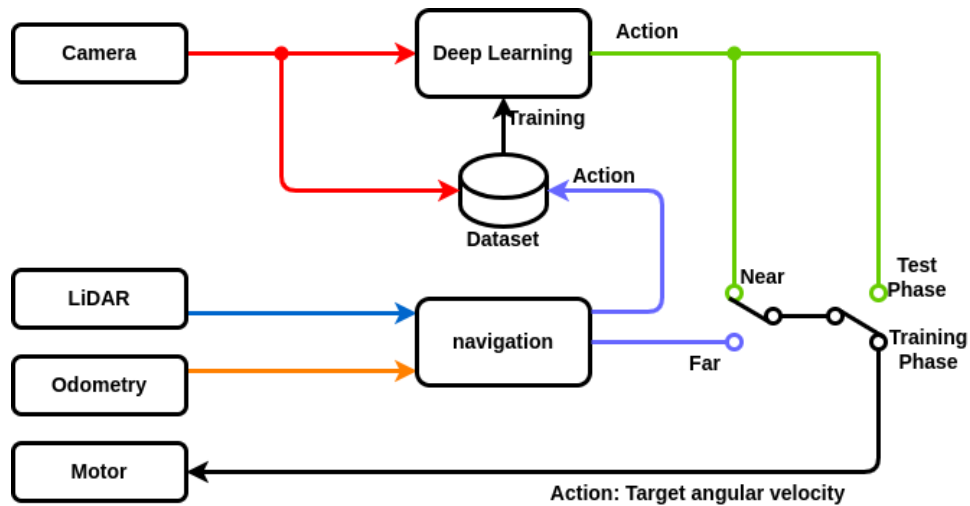 Camera
Deep Learning
Action
Training
Action
Dataset
LiDAR
navigation
Near
Test
Phase
Far
Training
Phase
Odometry
Motor
Action: Target angular velocity